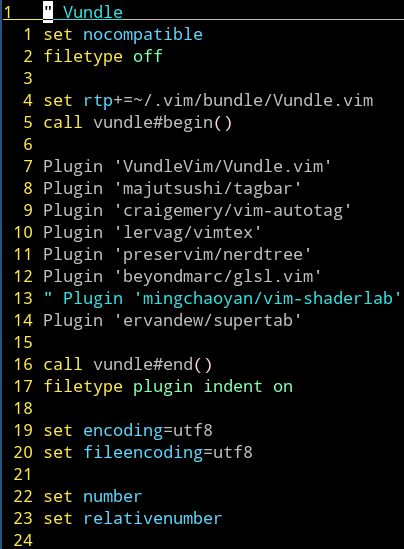 1 " Vundle
1 set nocompatible
2 filetype off
3
4 set rtp+=~/.vim/bundle/Vundle.vim
5 call vundle#begin()
6
7 Plugin 'VundleVim/Vundle.vim'
8 Plugin 'majutsushi/tagbar'
9 Plugin 'craigemery/vim-autotag'
10 Plugin 'lervag/vimtex'
11 Plugin 'preservim/nerdtree'
12 Plugin 'beyondmarc/glsl.vim'
13 " Plugin 'mingchaoyan/vim-shaderlab'
14 Plugin 'ervandew/supertab'
15
16 call vundle#end()
17 filetype plugin indent on
18
19 set encoding=utf8
20 set fileencoding=utf8
21
22 set number
23 set relativenumber
24